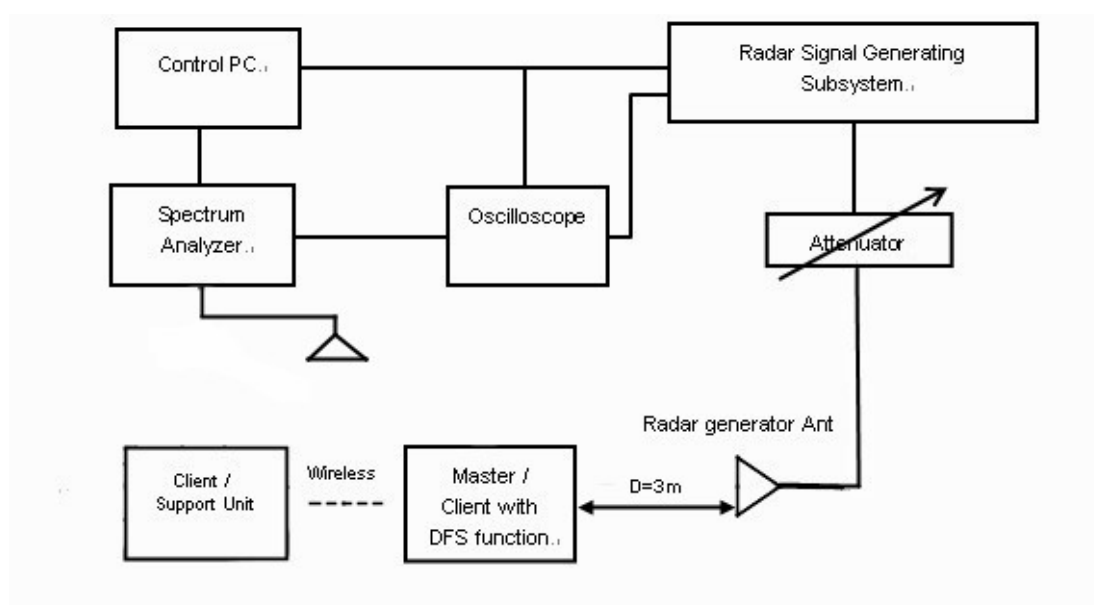 Control PC.
Radar Signal Generating
Subsystem.
Spectrum
Analyzer.
Oscilloscope
Attenuator
Radar generator Ant
Client /
Support Unit
Wireless
Master /
Client with
DFS function.
D=3m